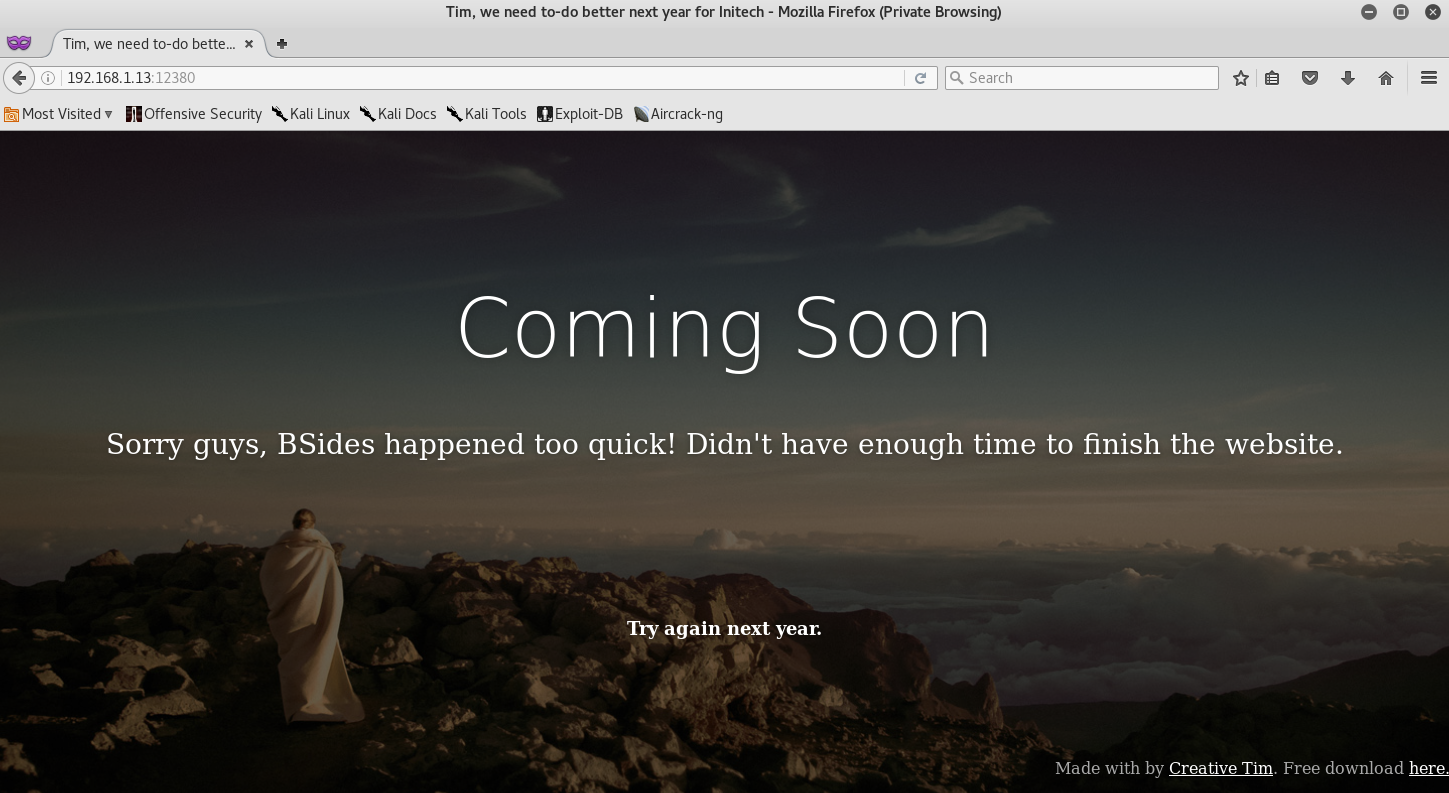 Tim, we need to-do better next year for Initech - Mozilla Firefox (Private Browsing)
Tim, we need to-do bette...
192.168.1.13:12380 Search
Most Visited Offensive Security Kali Linux Kali Docs Kali Tools Exploit-DB Aircrack-ng
Coming Soon
Sorry guys, BSides happened too quick! Didn't have enough time to finish the website.
Try again next year.
Made with by Creative Tim. Free download here.